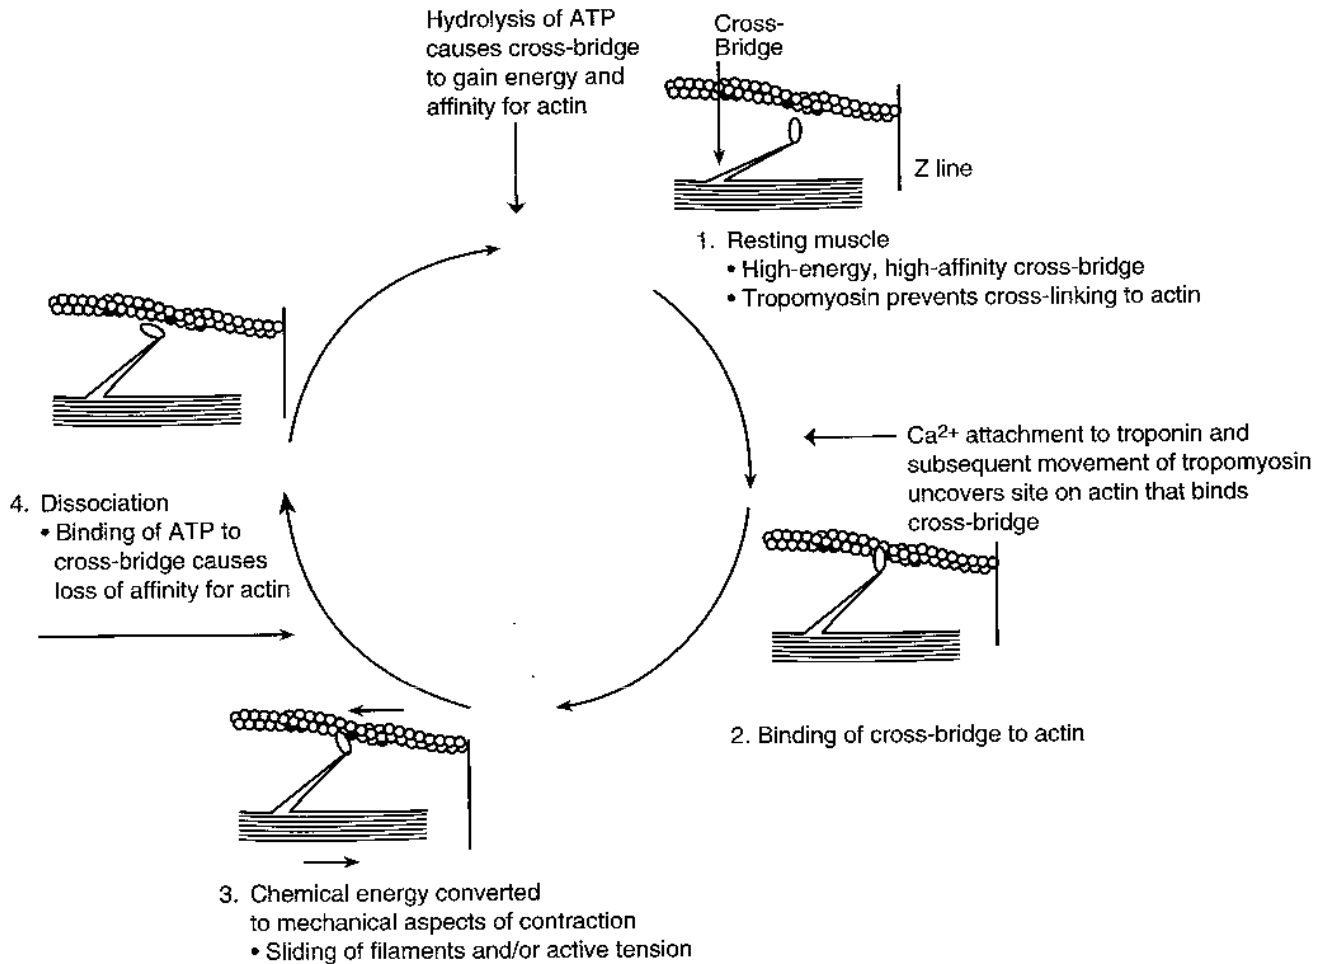 Hydrolysis of ATP
causes cross-bridge
to gain energy and
affinity for actin
Cross-
Bridge
Z line
1. Resting muscle
• High-energy, high-affinity cross-bridge
• Tropomyosin prevents cross-linking to actin
Ca2+ attachment to troponin and
subsequent movement of tropomyosin
uncovers site on actin that binds
cross-bridge
2. Binding of cross-bridge to actin
3. Chemical energy converted
to mechanical aspects of contraction
• Sliding of filaments and/or active tension
4. Dissociation
• Binding of ATP to
cross-bridge causes
loss of affinity for actin